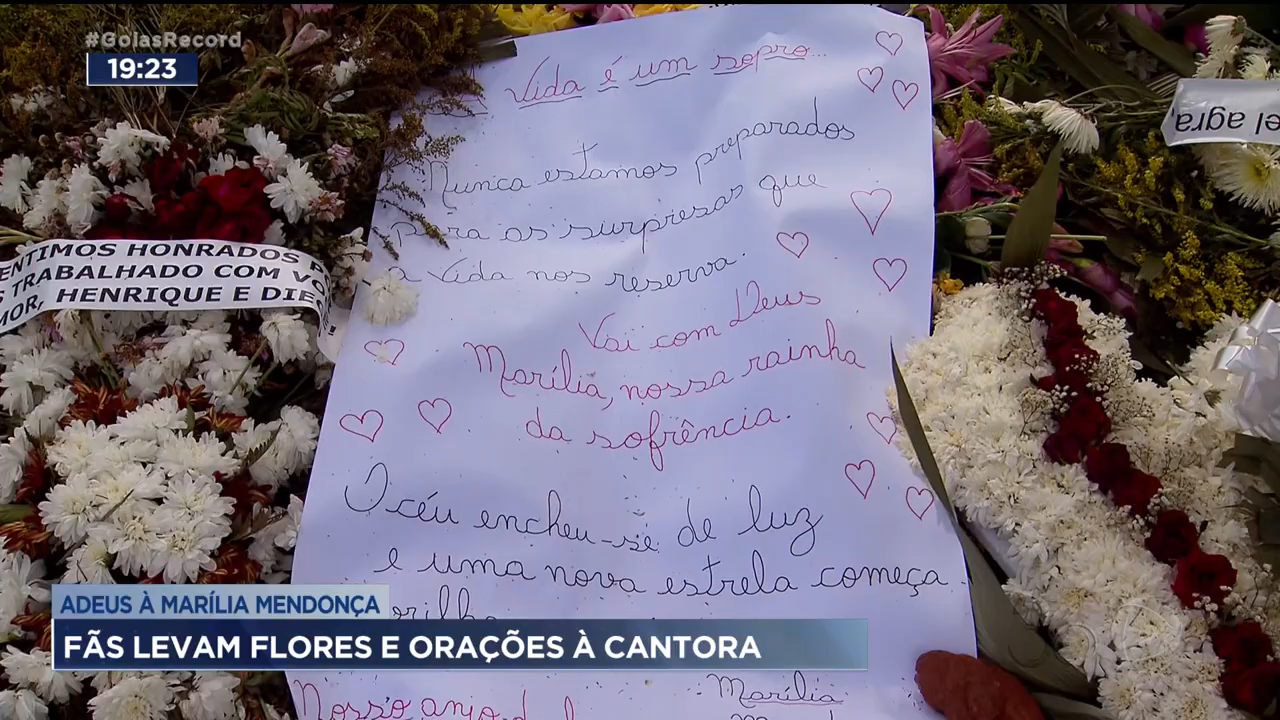 #GoiasRecord
19:23
Vida é um sopro...
Nunca estamos preparados
para as surpresas que
a vida nos reserva.
Vai com Deus
Marília, nossa rainha
da sofrência.
O céu encheu-se de luz
e uma nova estrela começa
Nosso anjo
Marília
ENTIMOS HONRADOS
TRABALHADO COM VO
MOR, HENRIQUE E DIE
el agra
ADEUS À MARÍLIA MENDONÇA
FÃS LEVAM FLORES E ORAÇÕES À CANTORA